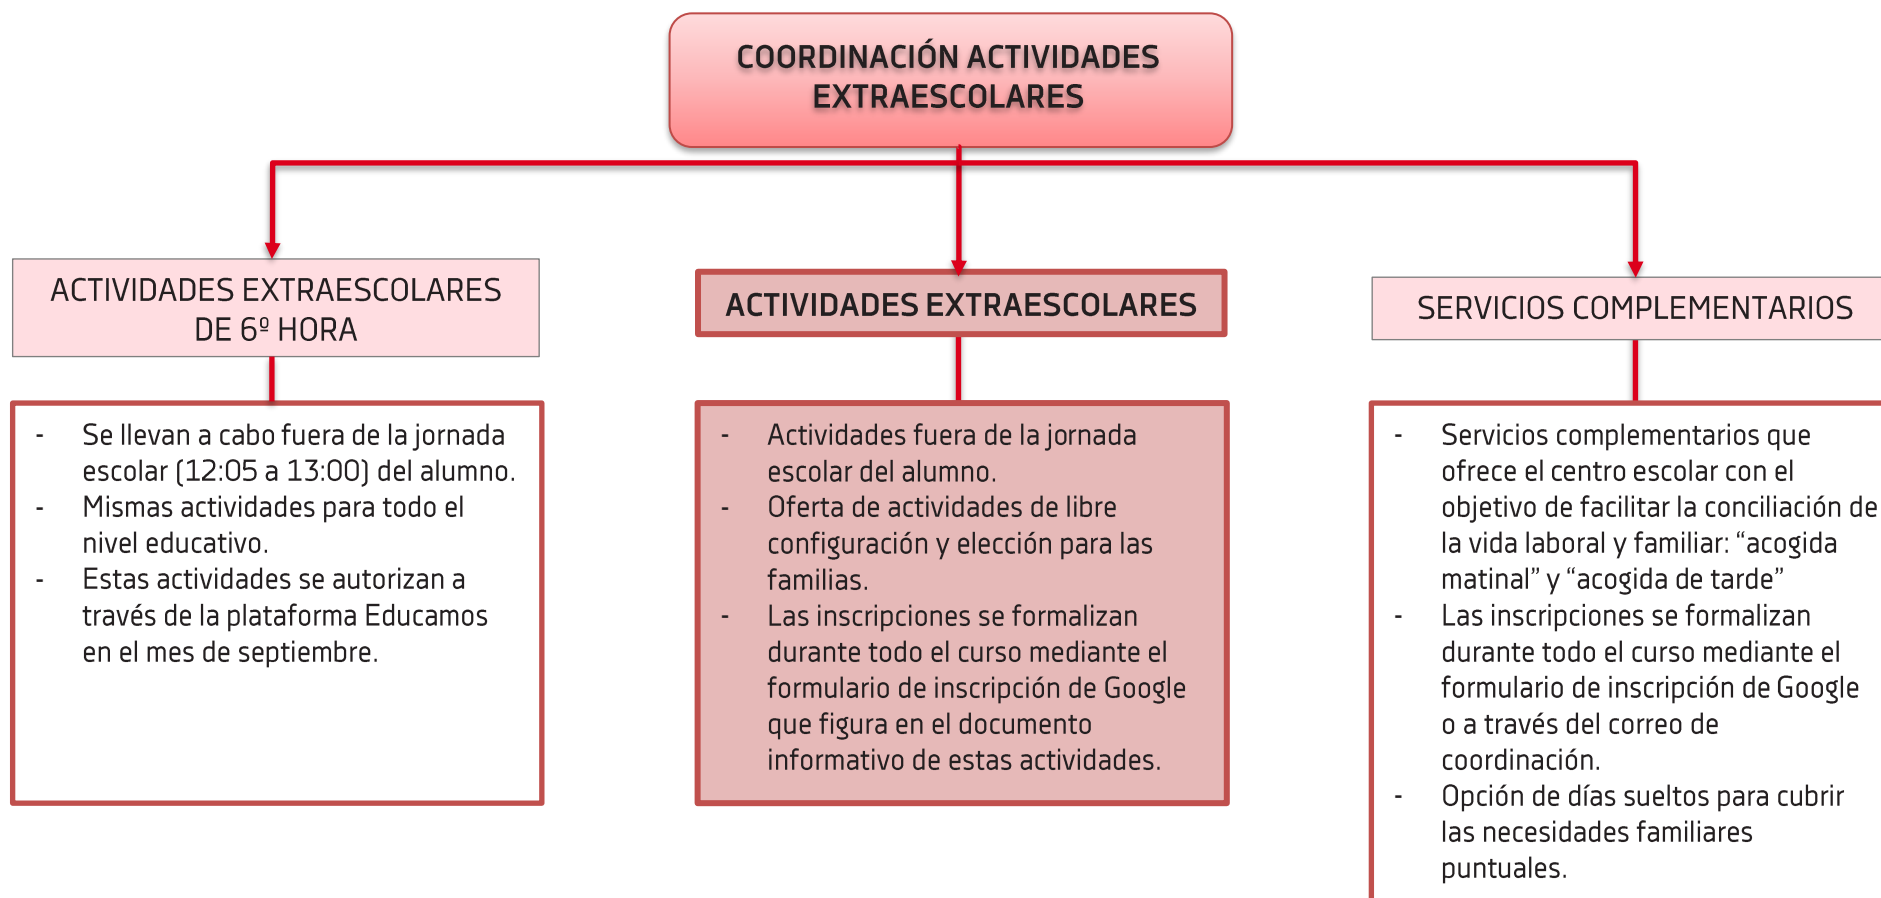 COORDINACIÓN ACTIVIDADES
EXTRAESCOLARES
ACTIVIDADES EXTRAESCOLARES
DE 6º HORA
- Se llevan a cabo fuera de la jornada
escolar (12:05 a 13:00) del alumno.
- Mismas actividades para todo el
nivel educativo.
- Estas actividades se autorizan a
través de la plataforma Educamos
en el mes de septiembre.
ACTIVIDADES EXTRAESCOLARES
- Actividades fuera de la jornada
escolar del alumno.
- Oferta de actividades de libre
configuración y elección para las
familias.
- Las inscripciones se formalizan
durante todo el curso mediante el
formulario de inscripción de Google
que figura en el documento
informativo de estas actividades.
SERVICIOS COMPLEMENTARIOS
- Servicios complementarios que
ofrece el centro escolar con el
objetivo de facilitar la conciliación de
la vida laboral y familiar: “acogida
matinal” y “acogida de tarde”
- Las inscripciones se formalizan
durante todo el curso mediante el
formulario de inscripción de Google
o a través del correo de
coordinación.
- Opción de días sueltos para cubrir
las necesidades familiares
puntuales.